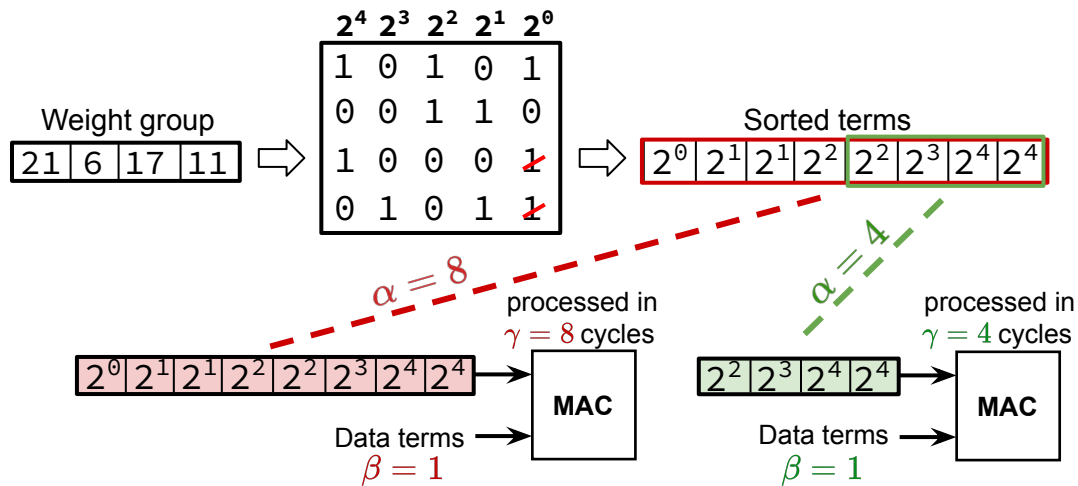 2⁴ 2³ 2² 2¹ 2⁰
1 0 1 0 1
0 0 1 1 0
1 0 0 0 1
0 1 0 1 1
Weight group
21 6 17 11
Sorted terms
2⁰ 2¹ 2¹ 2² 2² 2³ 2⁴ 2⁴
α = 8
α = 4
processed in
γ = 8 cycles
2⁰ 2¹ 2¹ 2² 2² 2³ 2⁴ 2⁴
MAC
Data terms
β = 1
processed in
γ = 4 cycles
2² 2³ 2⁴ 2⁴
MAC
Data terms
β = 1